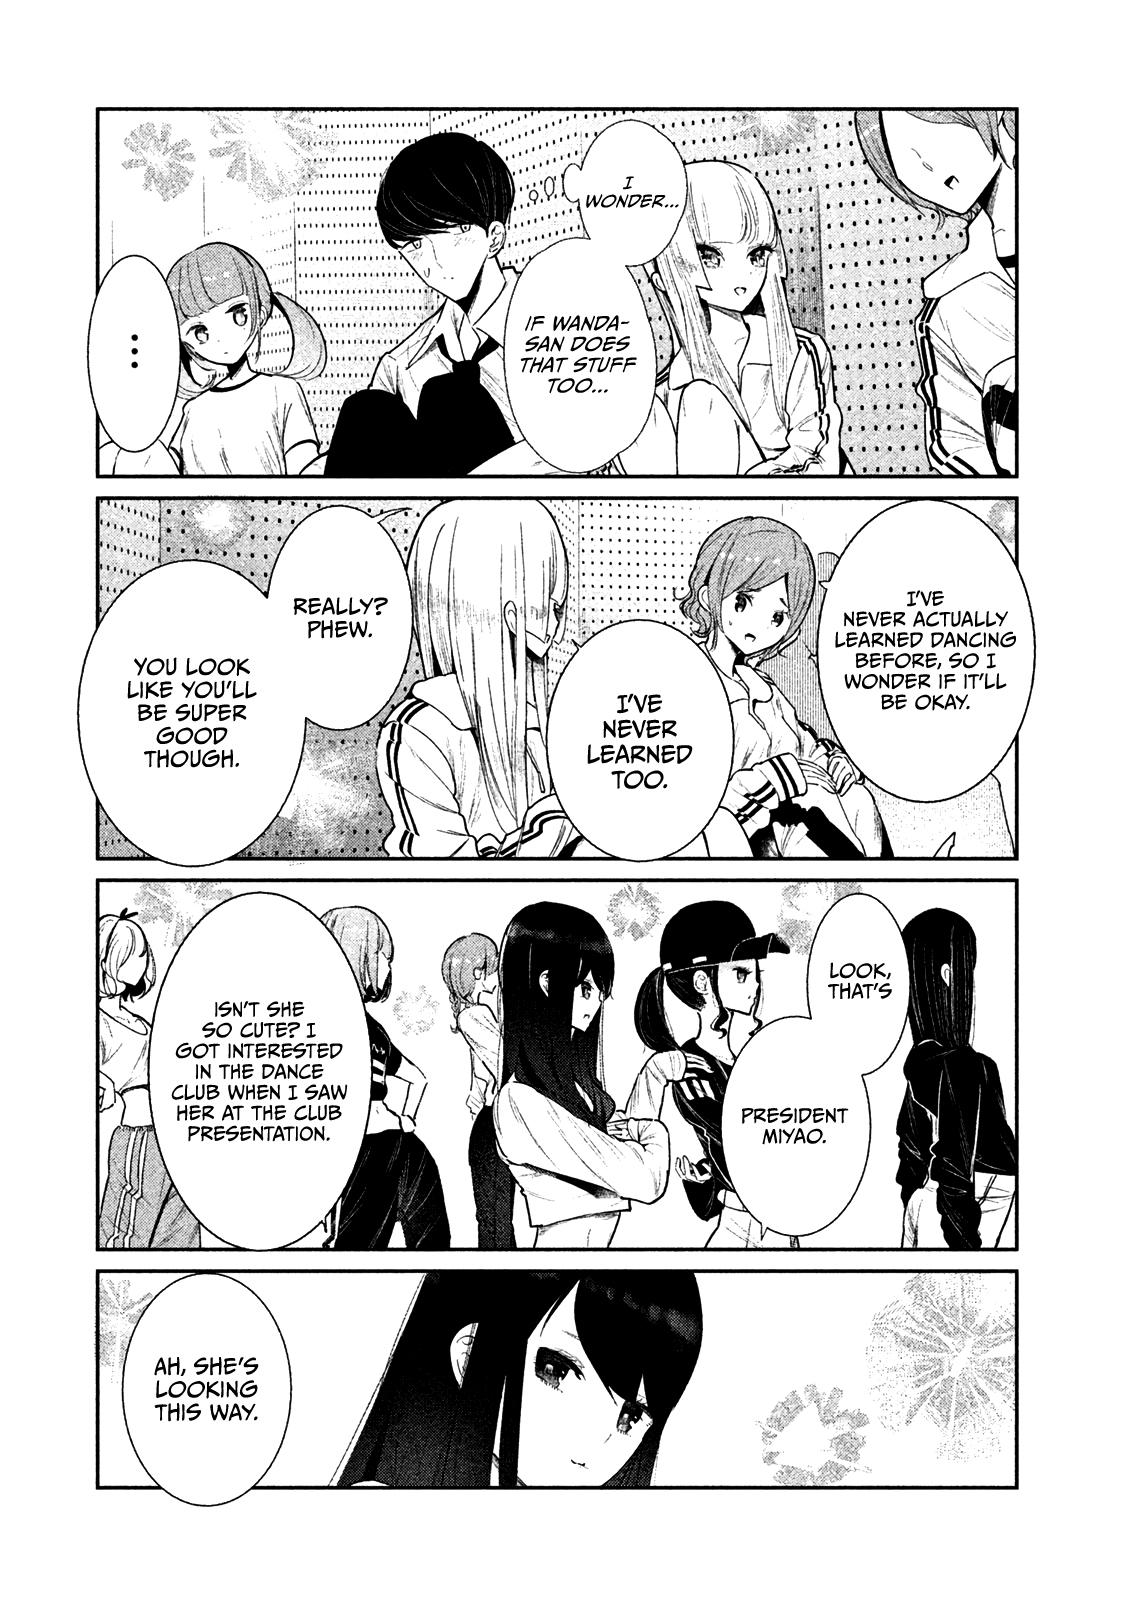 I
WONDER...
IF WANDA-
SAN DOES
THAT STUFF
TOO...
...
I'VE
NEVER ACTUALLY
LEARNED DANCING
BEFORE, SO I
WONDER IF IT'LL
BE OKAY.
I'VE
NEVER
LEARNED
TOO.
REALLY?
PHEW.
YOU LOOK
LIKE YOU'LL
BE SUPER
GOOD
THOUGH.
LOOK,
THAT'S
PRESIDENT
MIYAO.
ISN'T SHE
SO CUTE? I
GOT INTERESTED
IN THE DANCE
CLUB WHEN I SAW
HER AT THE CLUB
PRESENTATION.
AH, SHE'S
LOOKING
THIS WAY.